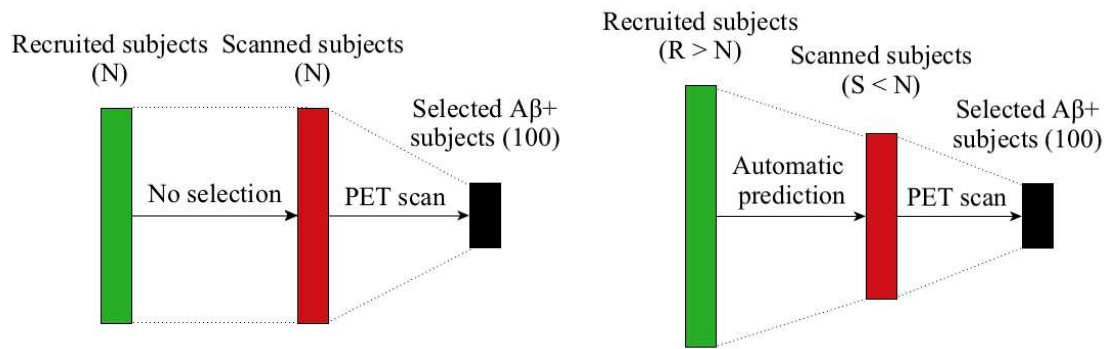 Recruited subjects
(N)
Scanned subjects
(N)
Selected Aβ+
subjects (100)
No selection
PET scan
Recruited subjects
(R > N)
Scanned subjects
(S < N)
Selected Aβ+
subjects (100)
Automatic
prediction
PET scan